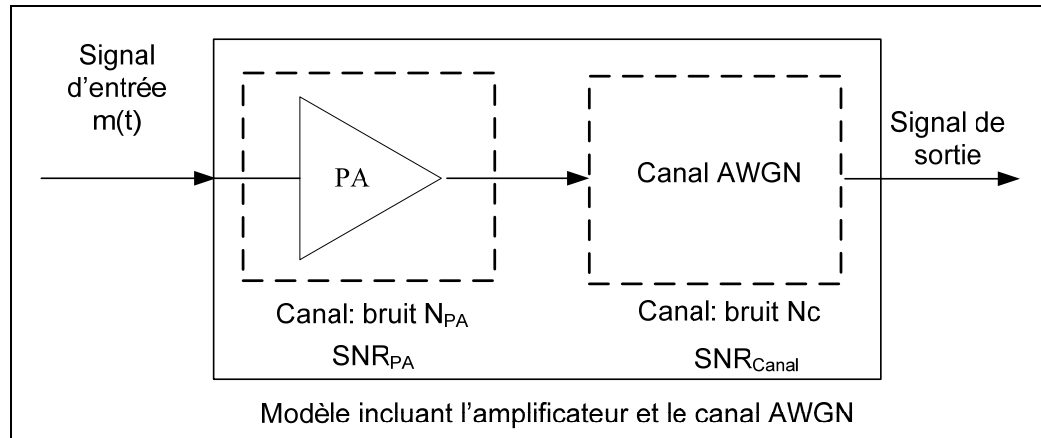 Signal
d'entrée
m(t)
PA
Canal AWGN
Signal de
sortie
Canal: bruit N_PA
SNR_PA
Canal: bruit Nc
SNR_Canal
Modèle incluant l'amplificateur et le canal AWGN